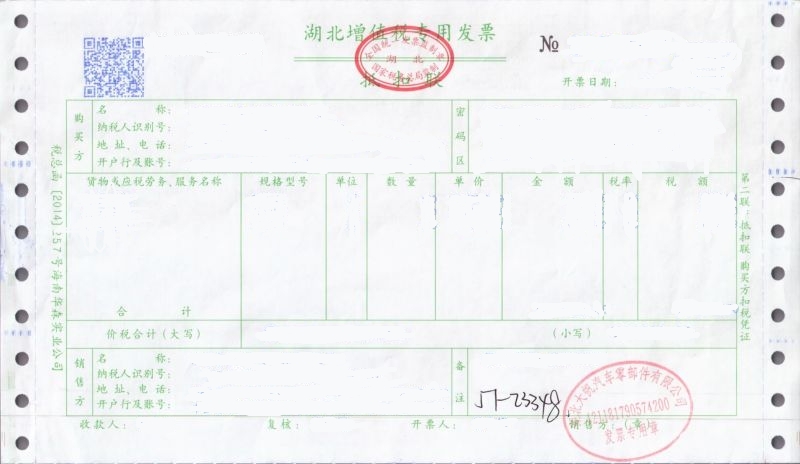 湖北增值税专用发票
全国统一发票监制章
湖北
国家税务总局监制
抵扣联
№
开票日期:
购买方
名 称:
纳税人识别号:
地 址、电 话:
开户行及账号:
密码区
货物或应税劳务、服务名称 规格型号 单位 数 量 单 价 金 额 税率 税 额
合 计
价税合计(大写) (小写)
销售方
名 称:
纳税人识别号:
地 址、电 话:
开户行及账号:
备注
57-23348
收款人: 复核: 开票人: 销售方:(章)
大悦汽车零部件有限公司
421181790574200
发票专用章
税总函[2014]257号海南华森实业公司
第二联:抵扣联 购买方扣税凭证